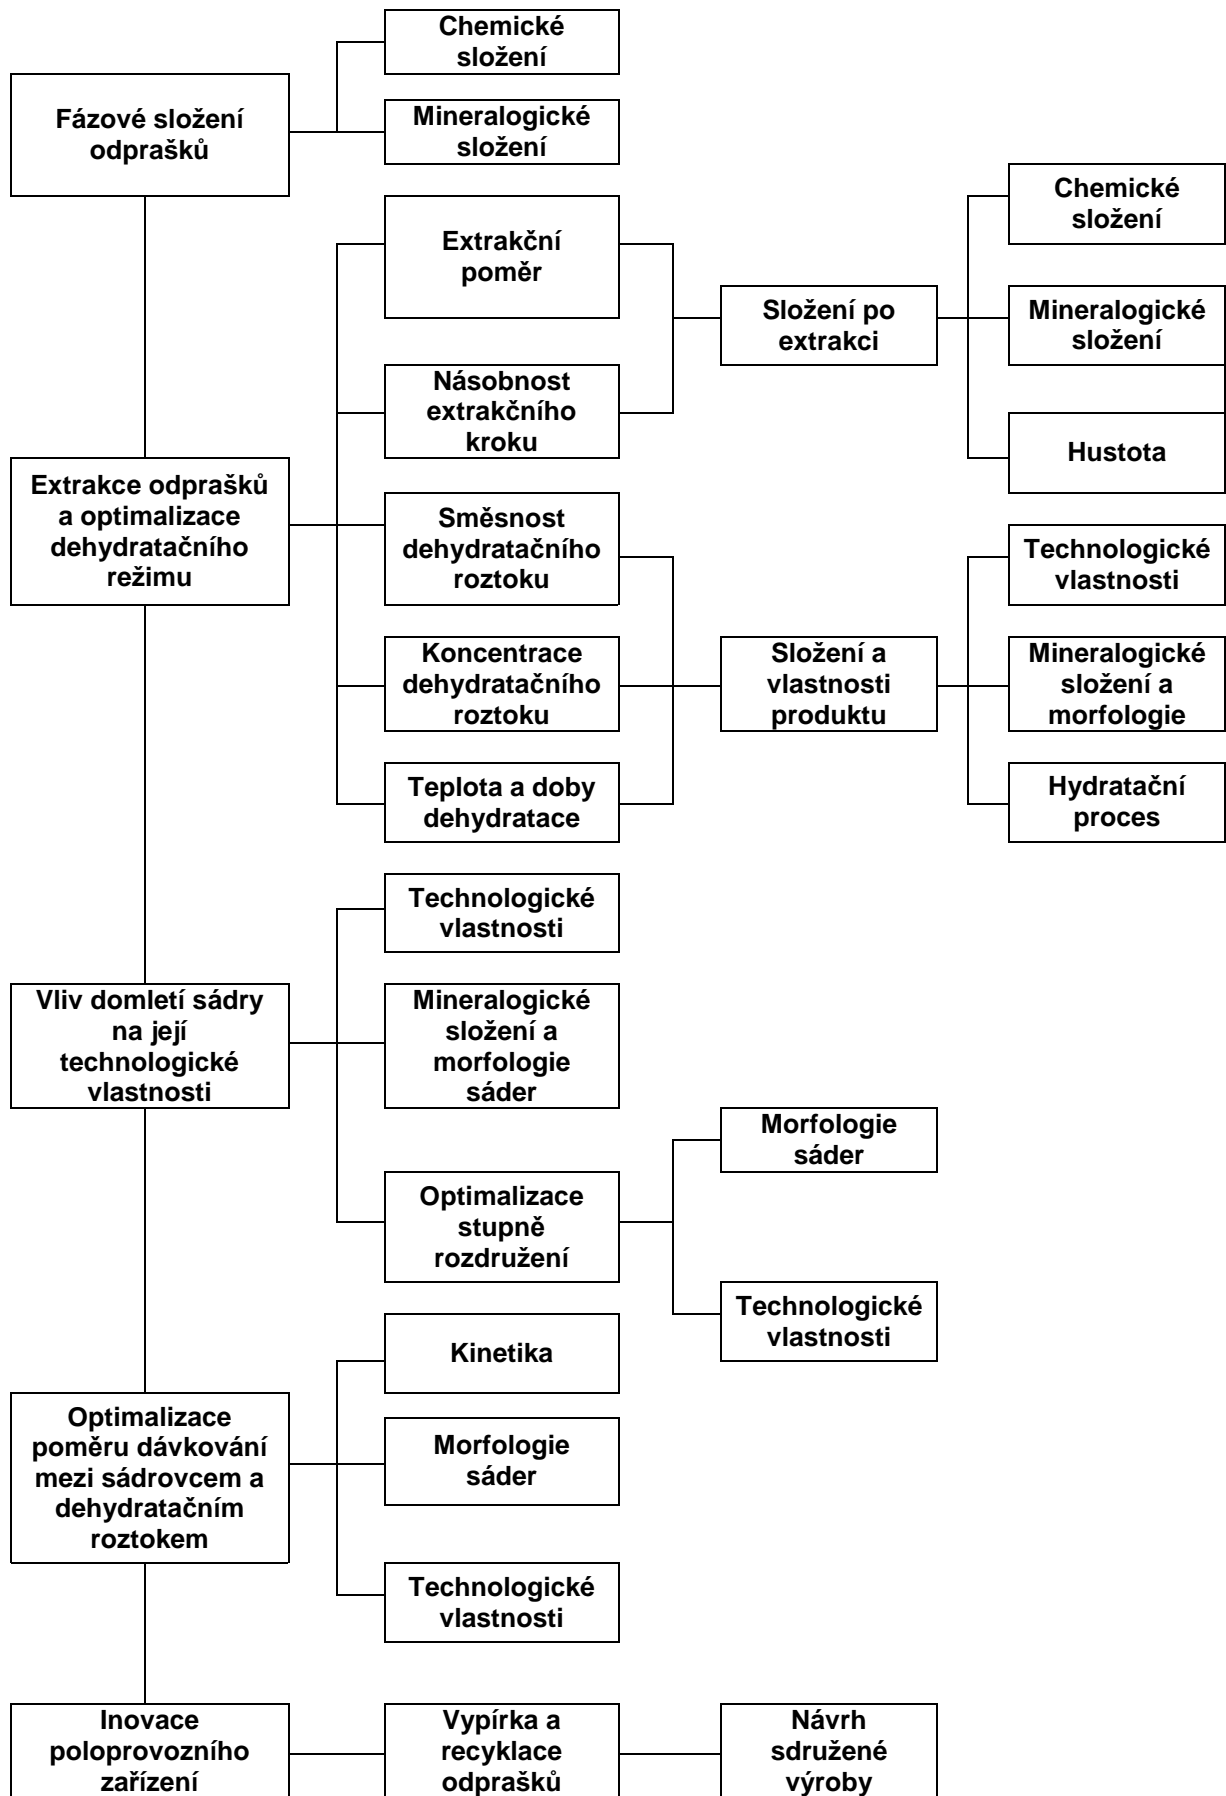 Chemické
složení
Fázové složení
odprašků
Mineralogické
složení
Extrakční
poměr
Složení po
extrakci
Chemické
složení
Mineralogické
složení
Hustota
Násobnost
extrakčního
kroku
Extrakce odprašků
a optimalizace
dehydratačního
režimu
Směsnost
dehydratačního
roztoku
Koncentrace
dehydratačního
roztoku
Teplota a doby
dehydratace
Složení a
vlastnosti
produktu
Technologické
vlastnosti
Mineralogické
složení a
morfologie
Hydratační
proces
Vliv domletí sádry
na její
technologické
vlastnosti
Technologické
vlastnosti
Mineralogické
složení a
morfologie
sáder
Optimalizace
stupně
rozdružení
Morfologie
sáder
Technologické
vlastnosti
Optimalizace
poměru dávkování
mezi sádrovcem a
dehydratačním
roztokem
Kinetika
Morfologie
sáder
Technologické
vlastnosti
Inovace
poloprovozního
zařízení
Vypírka a
recyklace
odprašků
Návrh
sdružené
výroby